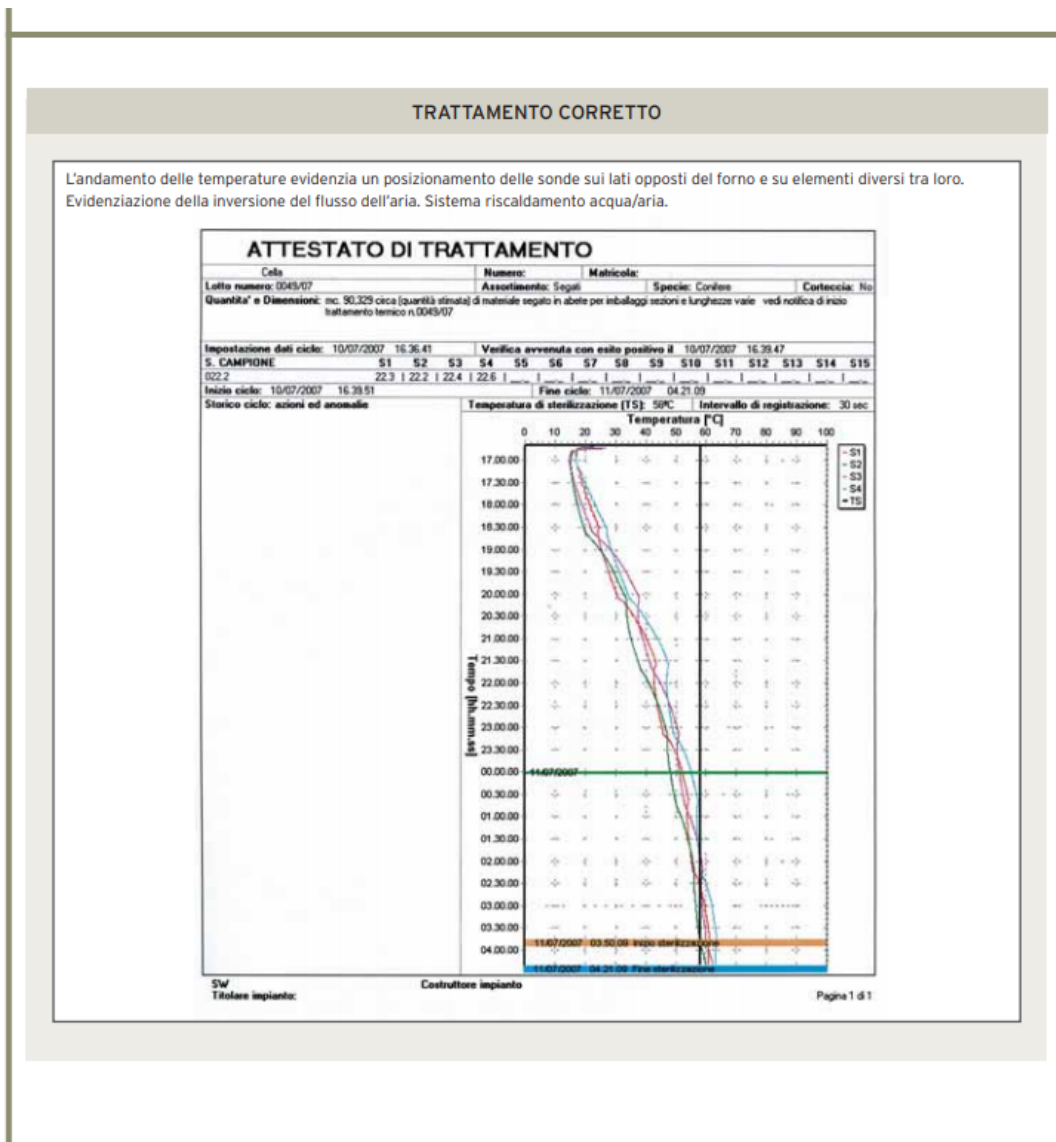 TRATTAMENTO CORRETTO
L'andamento delle temperature evidenzia un posizionamento delle sonde sui lati opposti del forno e su elementi diversi tra loro.
Evidenziazione della inversione del flusso dell'aria. Sistema riscaldamento acqua/aria.
ATTESTATO DI TRATTAMENTO
Cella Numero: Matricola:
Lotto numero: 0049/07 Assortimento: Segati Specie: Conifere Corteccia: No
Quantita' e Dimensioni: mc. 90,329 circa (quantità stimata) di materiale segato in abete per imballaggi sezioni e lunghezze varie vedi notifica di inizio
trattamento termico n.0049/07
Impostazione dati ciclo: 10/07/2007 16.36.41 Verifica avvenuta con esito positivo il 10/07/2007 16.39.47
S. CAMPIONE S1 S2 S3 S4 S5 S6 S7 S8 S9 S10 S11 S12 S13 S14 S15
022.2 22.3 | 22.2 | 22.4 | 22.6 | __._ | __._ | __._ | __._ | __._ | __._ | __._ | __._ | __._ | __._ | __._
Inizio ciclo: 10/07/2007 16.39.51 Fine ciclo: 11/07/2007 04.21.09
Storico ciclo: azioni ed anomalie Temperatura di sterilizzazione [TS]: 58°C Intervallo di registrazione: 30 sec
Temperatura [°C]
0 10 20 30 40 50 60 70 80 90 100
S1
S2
S3
S4
TS
Tempo [hh.mm.ss]
17.00.00
17.30.00
18.00.00
18.30.00
19.00.00
19.30.00
20.00.00
20.30.00
21.00.00
21.30.00
22.00.00
22.30.00
23.00.00
23.30.00
00.00.00 11/07/2007
00.30.00
01.00.00
01.30.00
02.00.00
02.30.00
03.00.00
03.30.00
11/07/2007 03.50.09 Inizio sterilizzazione
04.00.00
11/07/2007 04.21.09 Fine sterilizzazione
SW Costruttore impianto
Titolare impianto: Pagina 1 di 1